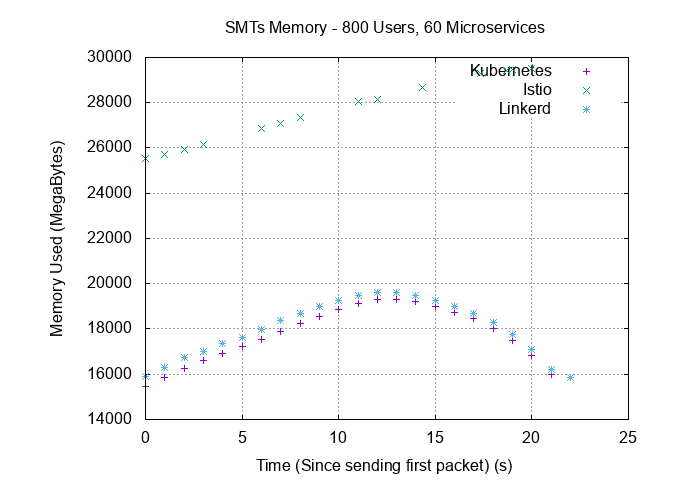 SMTs Memory - 800 Users, 60 Microservices
30000
28000
26000
24000
22000
20000
18000
16000
14000
0 5 10 15 20 25
Memory Used (MegaBytes)
Time (Since sending first packet) (s)
Kubernetes
Istio
Linkerd